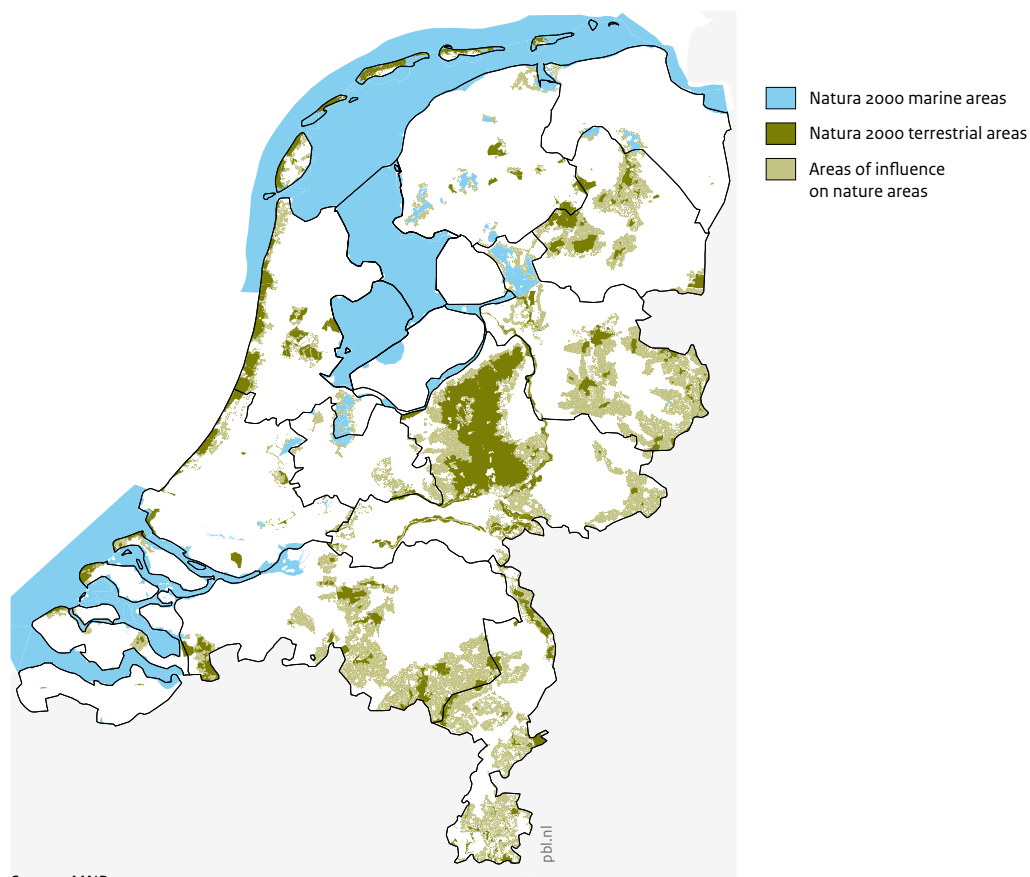 Natura 2000 marine areas
Natura 2000 terrestrial areas
Areas of influence
on nature areas
pbl.nl